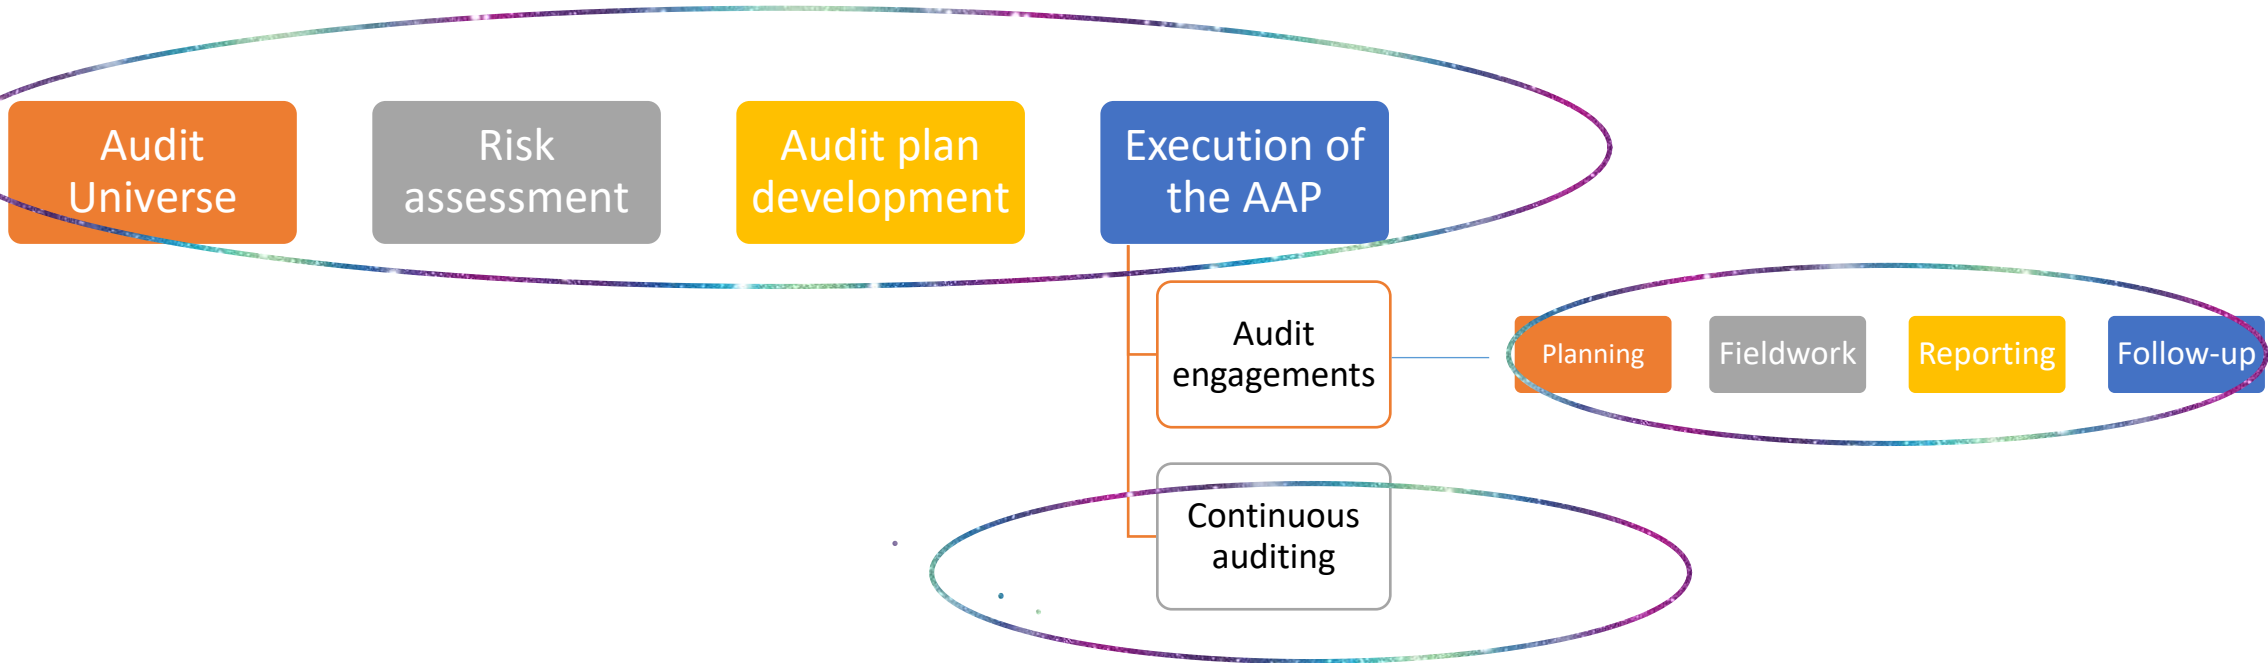 Audit
Universe
Risk
assessment
Audit plan
development
Execution of
the AAP
Audit
engagements
Planning
Fieldwork
Reporting
Follow-up
Continuous
auditing